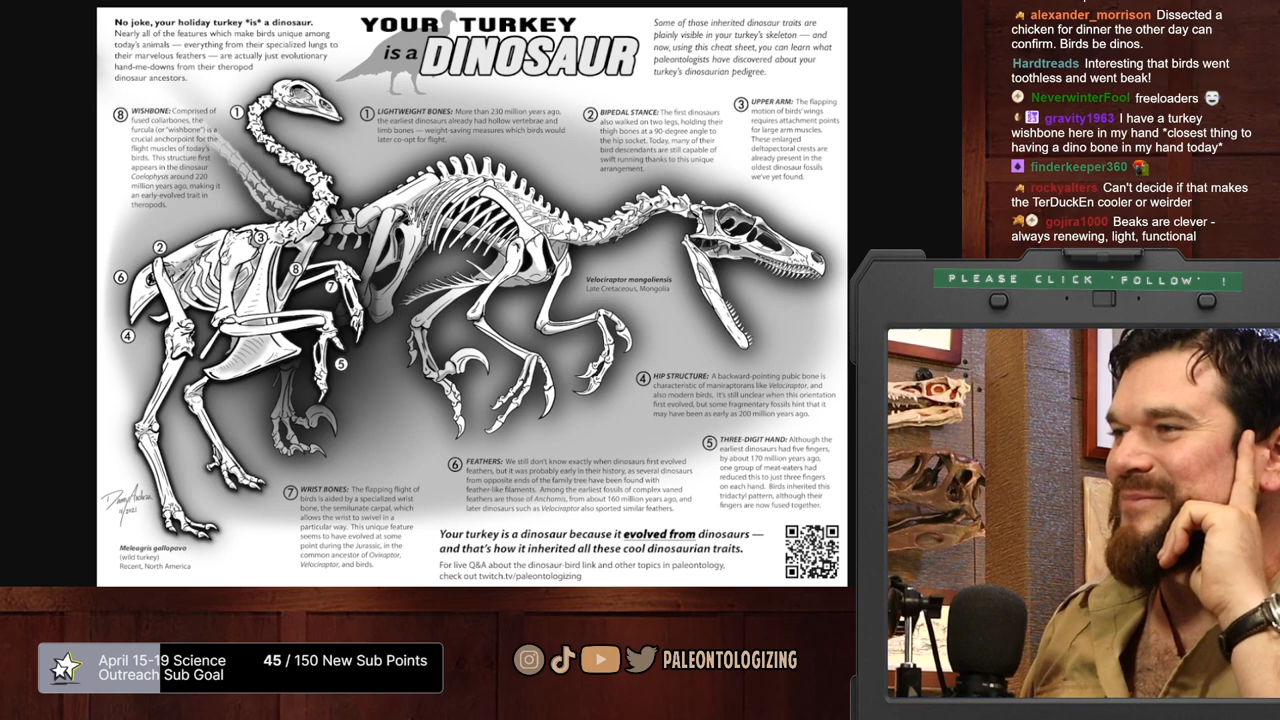 No joke, your holiday turkey *is* a dinosaur.
Nearly all of the features which make birds unique among
today's animals — everything from their specialized lungs to
their marvelous feathers — are actually just evolutionary
hand-me-downs from their theropod
dinosaur ancestors.
YOUR TURKEY
is a DINOSAUR
Some of those inherited dinosaur traits are
plainly visible in your turkey's skeleton — and
now, using this cheat sheet, you can learn what
paleontologists have discovered about your
turkey's dinosaurian pedigree.
8 WISHBONE: Comprised of
fused collarbones, the
furcula (or "wishbone") is a
crucial anchorpoint for the
flight muscles of today's
birds. This structure first
appears in the dinosaur
Coelophysis around 220
million years ago, making it
an early-evolved trait in
theropods.
1
1 LIGHTWEIGHT BONES: More than 230 million years ago,
the earliest dinosaurs already had hollow vertebrae and
limb bones — weight-saving measures which birds would
later co-opt for flight.
2 BIPEDAL STANCE: The first dinosaurs
also walked on two legs, holding their
thigh bones at a 90-degree angle to
the hip socket. Today, many of their
bird descendants are still capable of
swift running thanks to this unique
arrangement.
3 UPPER ARM: The flapping
motion of birds' wings
requires attachment points
for large arm muscles.
These enlarged
deltopectoral crests are
already present in the
oldest dinosaur fossils
we've yet found.
2
3
6
8
7
4
5
Velociraptor mongoliensis
Late Cretaceous, Mongolia
4 HIP STRUCTURE: A backward-pointing pubic bone is
characteristic of maniraptorans like Velociraptor, and
also modern birds. It's still unclear when this orientation
first evolved, but some fragmentary fossils hint that it
may have been as early as 200 million years ago.
5 THREE-DIGIT HAND: Although the
earliest dinosaurs had five fingers,
by about 170 million years ago,
one group of meat-eaters had
reduced this to just three fingers
on each hand. Birds inherited this
tridactyl pattern, although their
fingers are now fused together.
6 FEATHERS: We still don't know exactly when dinosaurs first evolved
feathers, but it was probably early in their history, as several dinosaurs
from opposite ends of the family tree have been found with
feather-like filaments. Among the earliest fossils of complex vaned
feathers are those of Anchornis, from about 160 million years ago, and
later dinosaurs such as Velociraptor also sported similar feathers.
7 WRIST BONES: The flapping flight of
birds is aided by a specialized wrist
bone, the semilunate carpal, which
allows the wrist to swivel in a
particular way. This unique feature
seems to have evolved at some
point during the Jurassic, in the
common ancestor of Oviraptor,
Velociraptor, and birds.
11/2021
Meleagris gallopavo
(wild turkey)
Recent, North America
Your turkey is a dinosaur because it evolved from dinosaurs —
and that's how it inherited all these cool dinosaurian traits.
For live Q&A about the dinosaur-bird link and other topics in paleontology,
check out twitch.tv/paleontologizing
alexander_morrison Dissected a
chicken for dinner the other day can
confirm. Birds be dinos.
Hardtreads Interesting that birds went
toothless and went beak!
NeverwinterFool freeloaders
gravity1963 I have a turkey
wishbone here in my hand *closest thing to
having a dino bone in my hand today*
finderkeeper360
rockyalters Can't decide if that makes
the TerDuckEn cooler or weirder
gojira1000 Beaks are clever -
always renewing, light, functional
PLEASE CLICK 'FOLLOW' !
April 15-19 Science
Outreach Sub Goal
45 / 150 New Sub Points
PALEONTOLOGIZING